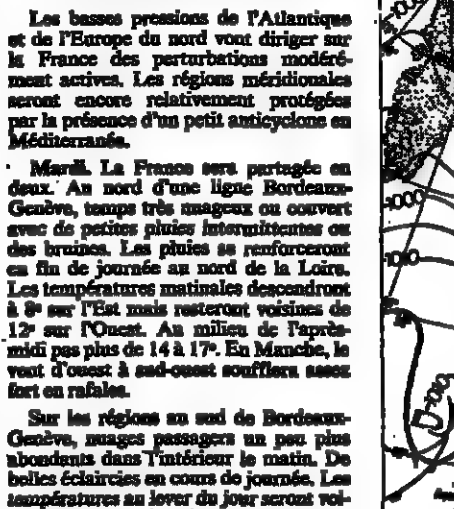 Les basses pressions de l'Atlantique
et de l'Europe du nord vont diriger sur
la France des perturbations modéré-
ment actives. Les régions méridionales
seront encore relativement protégées
par la présence d'un petit anticyclone en
Méditerranée.
Mardi. La France sera partagée en
deux. Au nord d'une ligne Bordeaux-
Genève, temps très nuageux ou couvert
avec de petites pluies intermittentes ou
des bruines. Les pluies se renforceront
en fin de journée au nord de la Loire.
Les températures matinales descendront
à 8° sur l'Est mais resteront voisines de
12° sur l'Ouest. Au milieu de l'après-
midi pas plus de 14 à 17°. En Manche, le
vent d'ouest à sud-ouest soufflera assez
fort en rafales.
Sur les régions au sud de Bordeaux-
Genève, nuages passagers un peu plus
abondants dans l'intérieur le matin. De
belles éclaircies en cours de journée. Les
températures au lever du jour seront voi-
1000
1010